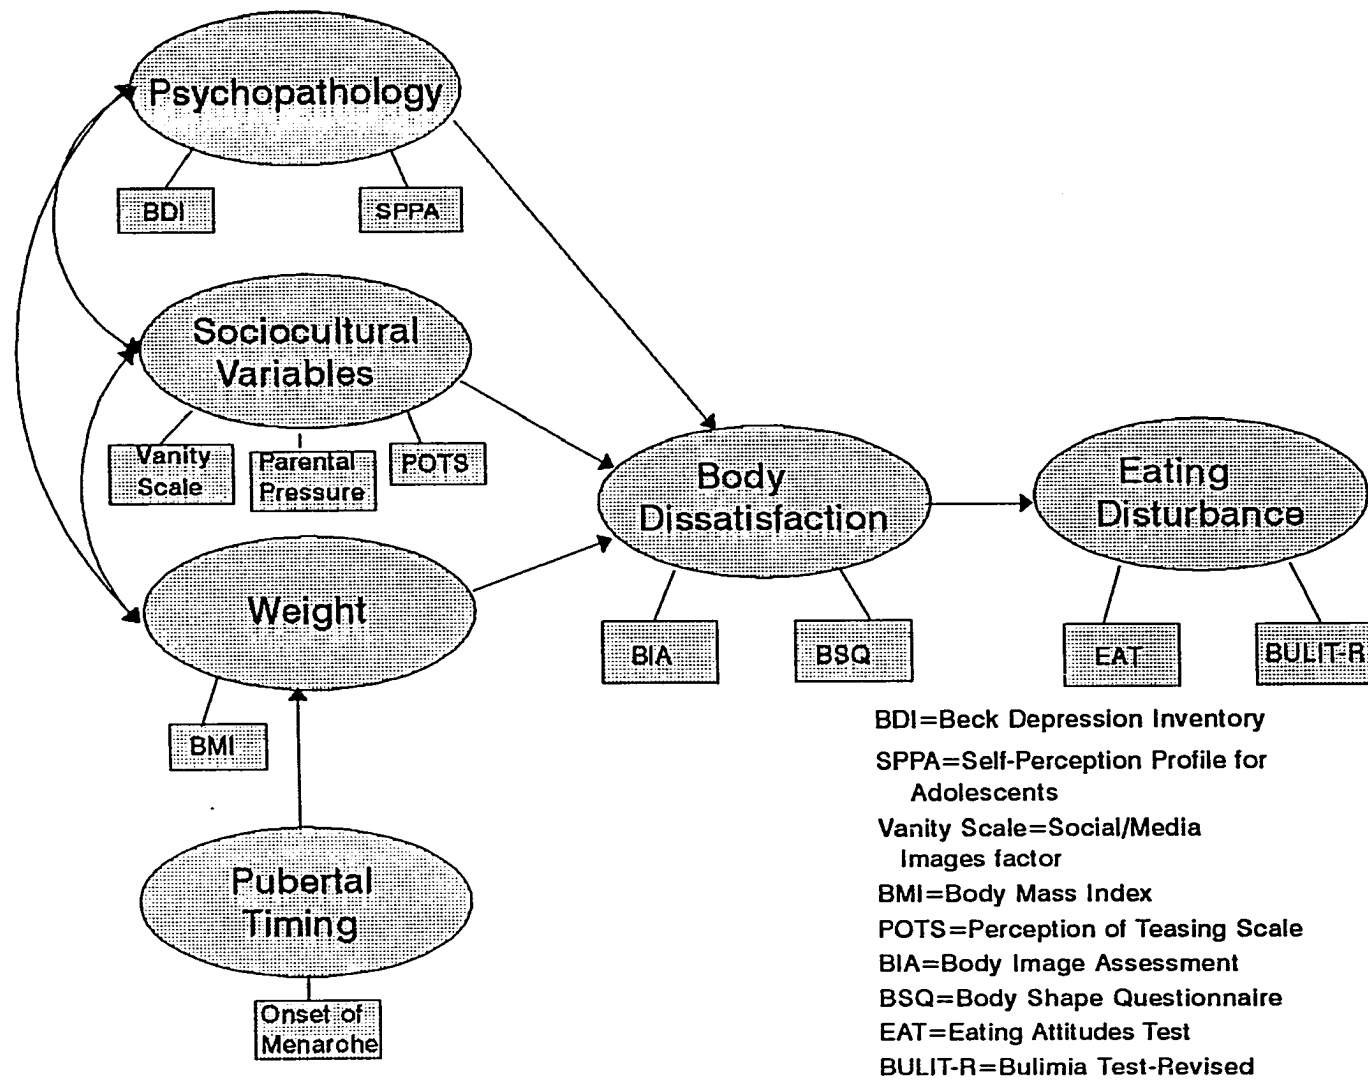 Psychopathology
BDI
SPPA
Sociocultural
Variables
Vanity
Scale
Parental
Pressure
POTS
Body
Dissatisfaction
Eating
Disturbance
Weight
BIA
BSQ
EAT
BULIT-R
BMI
Pubertal
Timing
Onset of
Menarohe
BDI=Beck Depression Inventory
SPPA=Self-Perception Profile for
Adolescents
Vanity Scale=Social/Media
Images factor
BMI=Body Mass Index
POTS=Perception of Teasing Scale
BIA=Body Image Assessment
BSQ=Body Shape Questionnaire
EAT=Eating Attitudes Test
BULIT-R=Bulimia Test-Revised